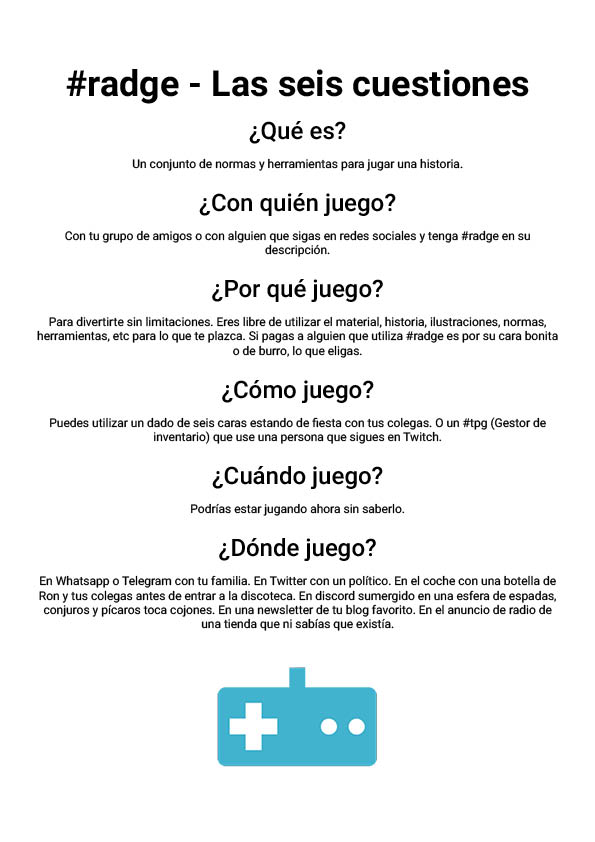 #radge - Las seis cuestiones
¿Qué es?
Un conjunto de normas y herramientas para jugar una historia.
¿Con quién juego?
Con tu grupo de amigos o con alguien que sigas en redes sociales y tenga #radge en su
descripción.
¿Por qué juego?
Para divertirte sin limitaciones. Eres libre de utilizar el material, historia, ilustraciones, normas,
herramientas, etc para lo que te plazca. Si pagas a alguien que utiliza #radge es por su cara bonita
o de burro, lo que eligas.
¿Cómo juego?
Puedes utilizar un dado de seis caras estando de fiesta con tus colegas. O un #tpg (Gestor de
inventario) que use una persona que sigues en Twitch.
¿Cuándo juego?
Podrías estar jugando ahora sin saberlo.
¿Dónde juego?
En Whatsapp o Telegram con tu familia. En Twitter con un político. En el coche con una botella de
Ron y tus colegas antes de entrar a la discoteca. En discord sumergido en una esfera de espadas,
conjuros y pícaros toca cojones. En una newsletter de tu blog favorito. En el anuncio de radio de
una tienda que ni sabías que existía.